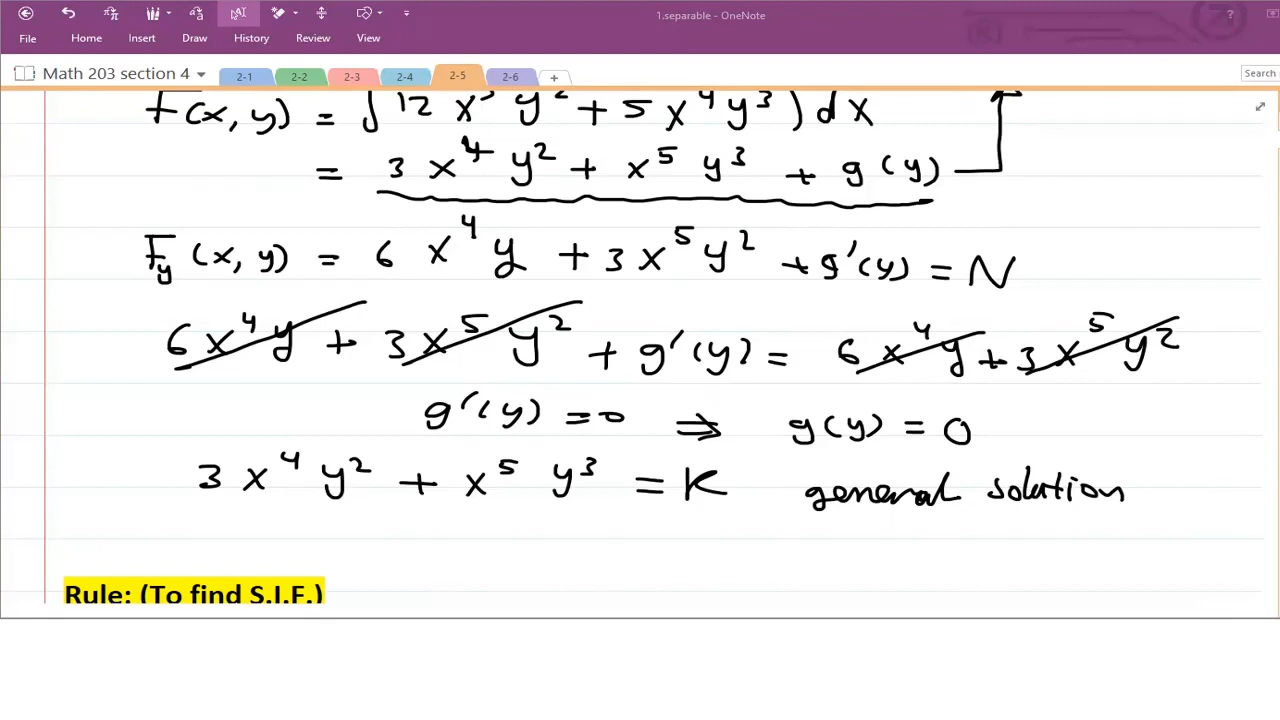 1.separable - OneNote
File Home Insert Draw History Review View
Math 203 section 4 2-1 2-2 2-3 2-4 2-5 2-6 Search
F(x, y) = ∫ 12 x³ y² + 5 x⁴ y³ ) dx
= 3 x⁴ y² + x⁵ y³ + g(y)
F_y (x, y) = 6 x⁴ y + 3 x⁵ y² + g'(y) = N
6 x⁴ y + 3 x⁵ y² + g'(y) = 6 x⁴ y + 3 x⁵ y²
g'(y) = 0 ⇒ g(y) = 0
3 x⁴ y² + x⁵ y³ = K general solution
Rule: (To find S.I.F.)